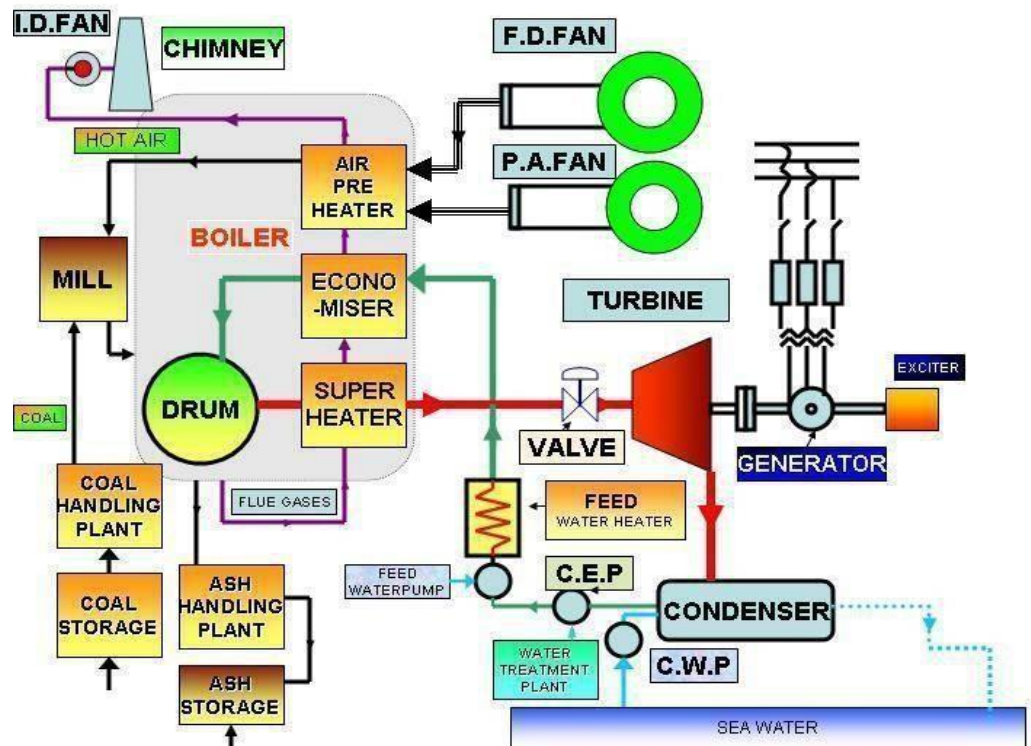 I.D.FAN
CHIMNEY
F.D.FAN
HOT AIR
AIR
PRE
HEATER
P.A.FAN
BOILER
MILL
ECONO
-MISER
TURBINE
DRUM
SUPER
HEATER
EXCITER
COAL
VALVE
GENERATOR
COAL
HANDLING
PLANT
FLUE GASES
FEED
WATER HEATER
FEED
WATERPUMP
C.E.P
COAL
STORAGE
ASH
HANDLING
PLANT
CONDENSER
WATER
TREATMENT
PLANT
C.W.P
ASH
STORAGE
SEA WATER